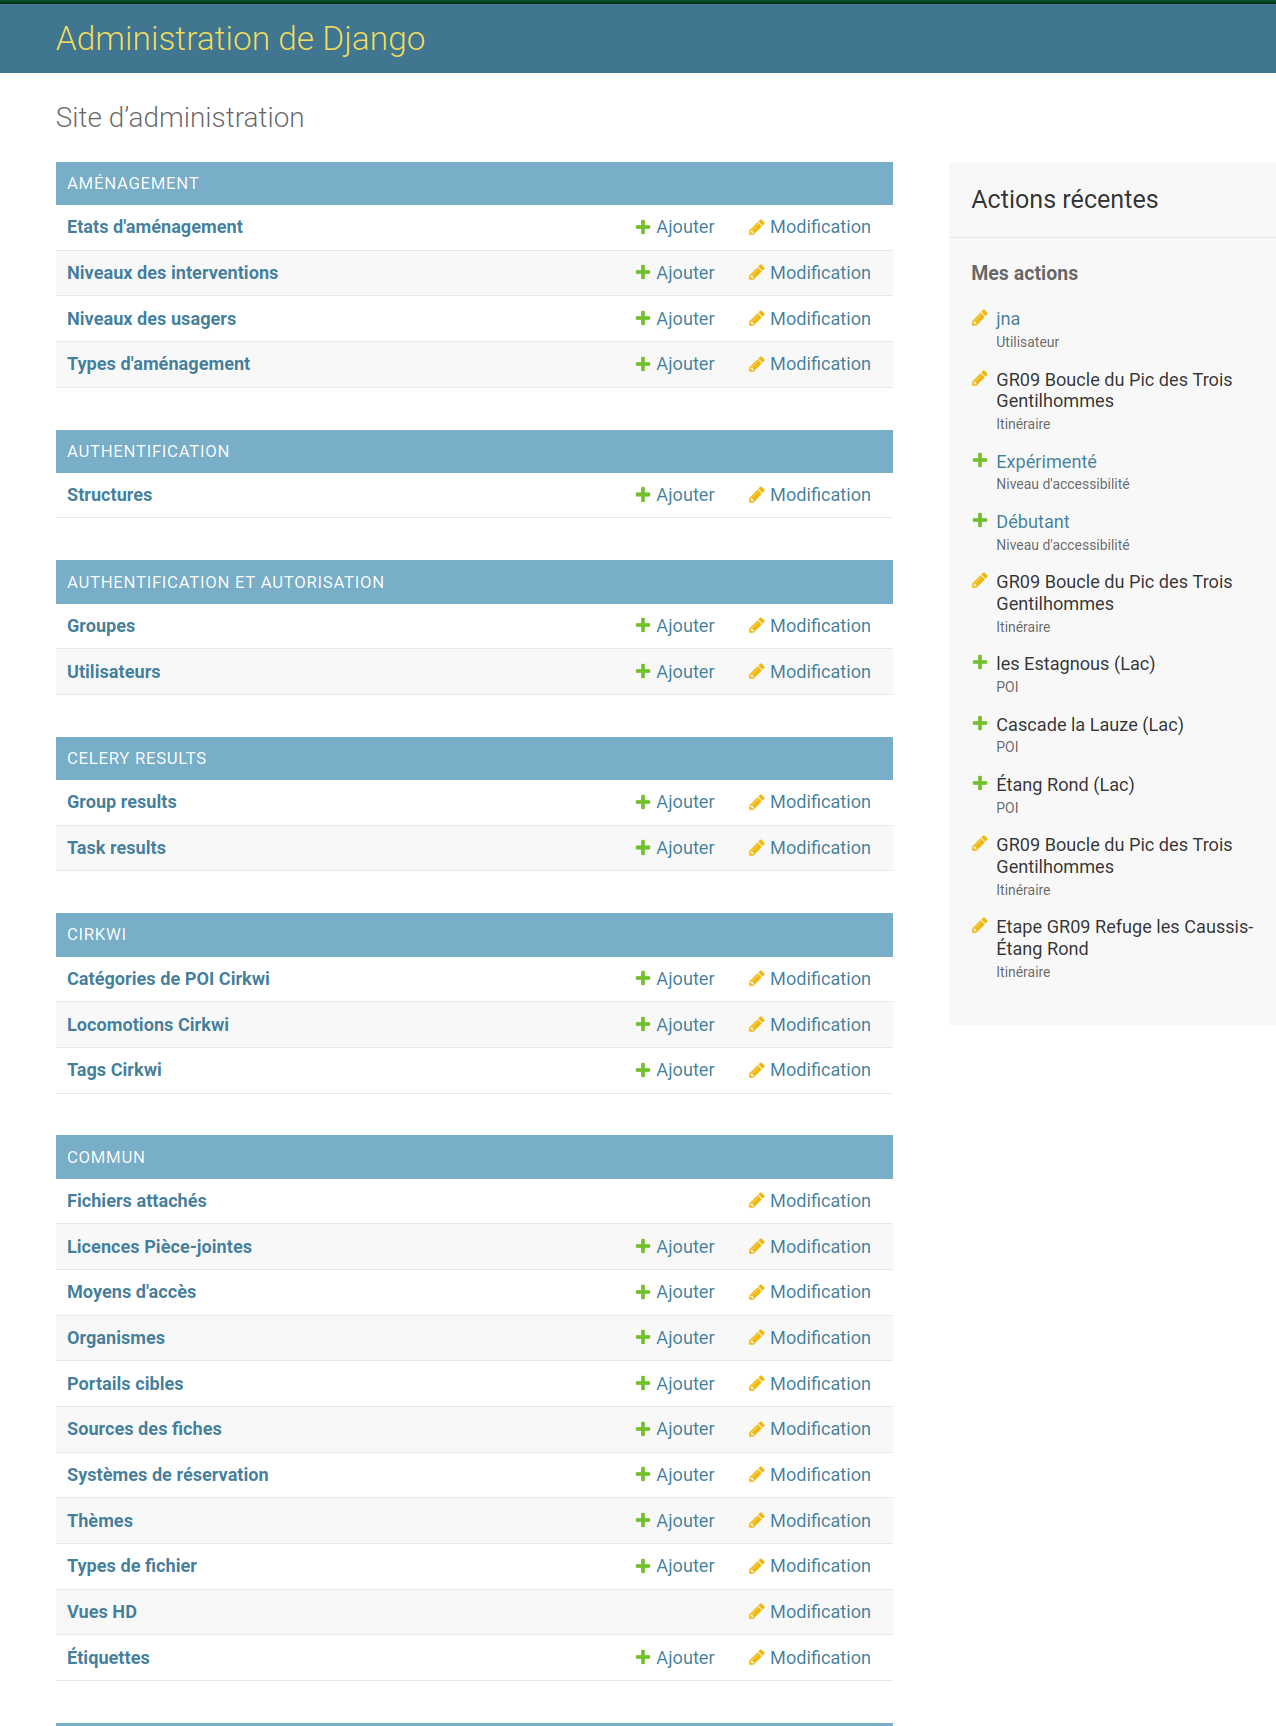 Administration de Django
Site d’administration
AMÉNAGEMENT
Etats d'aménagement Ajouter Modification
Niveaux des interventions Ajouter Modification
Niveaux des usagers Ajouter Modification
Types d'aménagement Ajouter Modification
AUTHENTIFICATION
Structures Ajouter Modification
AUTHENTIFICATION ET AUTORISATION
Groupes Ajouter Modification
Utilisateurs Ajouter Modification
CELERY RESULTS
Group results Ajouter Modification
Task results Ajouter Modification
CIRKWI
Catégories de POI Cirkwi Ajouter Modification
Locomotions Cirkwi Ajouter Modification
Tags Cirkwi Ajouter Modification
COMMUN
Fichiers attachés Modification
Licences Pièce-jointes Ajouter Modification
Moyens d'accès Ajouter Modification
Organismes Ajouter Modification
Portails cibles Ajouter Modification
Sources des fiches Ajouter Modification
Systèmes de réservation Ajouter Modification
Thèmes Ajouter Modification
Types de fichier Ajouter Modification
Vues HD Modification
Étiquettes Ajouter Modification
Actions récentes
Mes actions
jna
Utilisateur
GR09 Boucle du Pic des Trois
Gentilhommes
Itinéraire
Expérimenté
Niveau d'accessibilité
Débutant
Niveau d'accessibilité
GR09 Boucle du Pic des Trois
Gentilhommes
Itinéraire
les Estagnous (Lac)
POI
Cascade la Lauze (Lac)
POI
Étang Rond (Lac)
POI
GR09 Boucle du Pic des Trois
Gentilhommes
Itinéraire
Etape GR09 Refuge les Caussis-
Étang Rond
Itinéraire